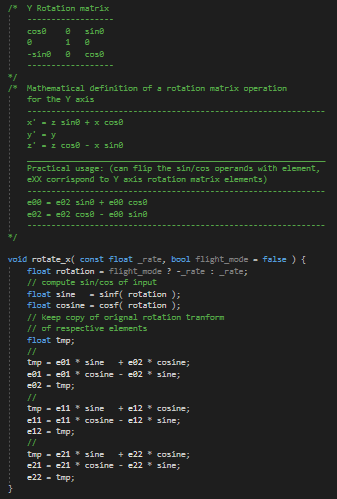 /*  Y Rotation matrix
------------------
cosθ    0   sinθ
0       1   0
-sinθ   0   cosθ
------------------
*/
/*  Mathematical definition of a rotation matrix operation
for the Y axis
------------------------------------------------------------
x' = z sinθ + x cosθ
y' = y
z' = z cosθ - x sinθ
____________________________________________________________
Practical usage: (can flip the sin/cos operands with element,
eXX corrispond to Y axis rotation matrix elements)
------------------------------------------------------------
e00 = e02 sinθ + e00 cosθ
e02 = e02 cosθ - e00 sinθ
------------------------------------------------------------
*/
void rotate_x( const float _rate, bool flight_mode = false ) {
float rotation = flight_mode ? -_rate : _rate;
// compute sin/cos of input
float sine   = sinf( rotation );
float cosine = cosf( rotation );
// keep copy of orignal rotation tranform
// of respective elements
float tmp;
//
tmp = e01 * sine   + e02 * cosine;
e01 = e01 * cosine - e02 * sine;
e02 = tmp;
//
tmp = e11 * sine   + e12 * cosine;
e11 = e11 * cosine - e12 * sine;
e12 = tmp;
//
tmp = e21 * sine   + e22 * cosine;
e21 = e21 * cosine - e22 * sine;
e22 = tmp;
}